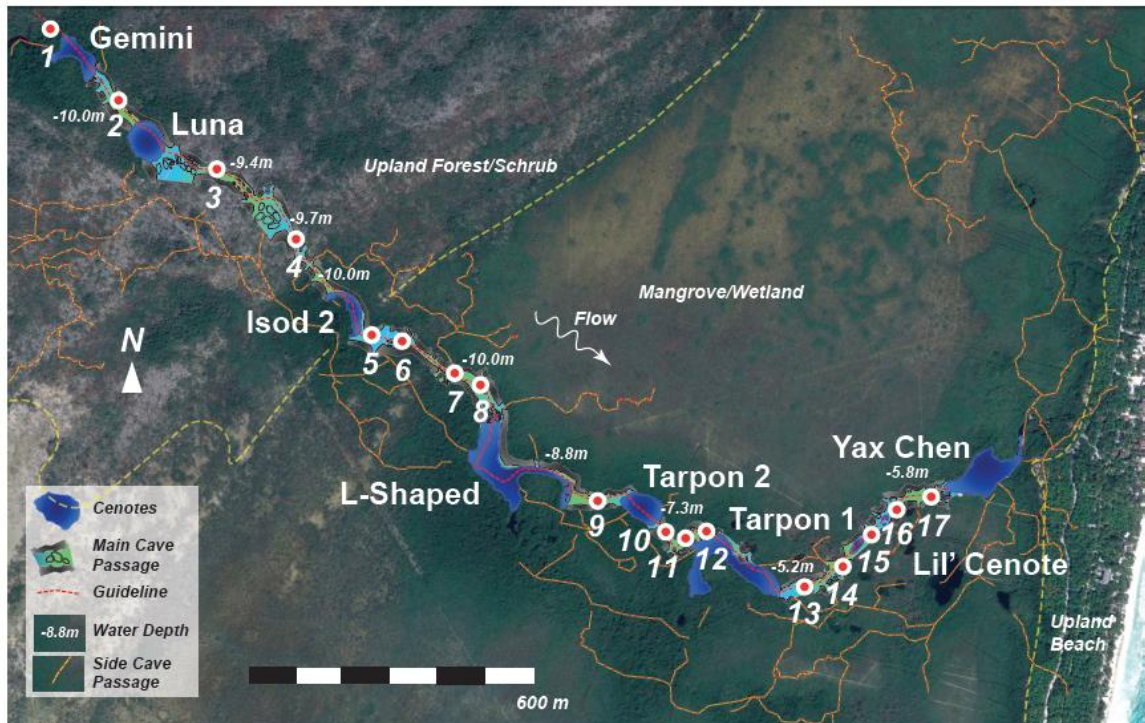 Gemini
1
-10.0m
2
Luna
-9.4m
3
Upland Forest/Schrub
-9.7m
4
-10.0m
Isod 2
Mangrove/Wetland
Flow
N
5
6
-10.0m
7
8
L-Shaped
-8.8m
9
Tarpon 2
-7.3m
10
11
12
Tarpon 1
-5.2m
13
14
15
16
17
Yax Chen
-5.8m
Lil' Cenote
Upland
Beach
Cenotes
Main Cave
Passage
Guideline
-8.8m
Water Depth
Side Cave
Passage
600 m